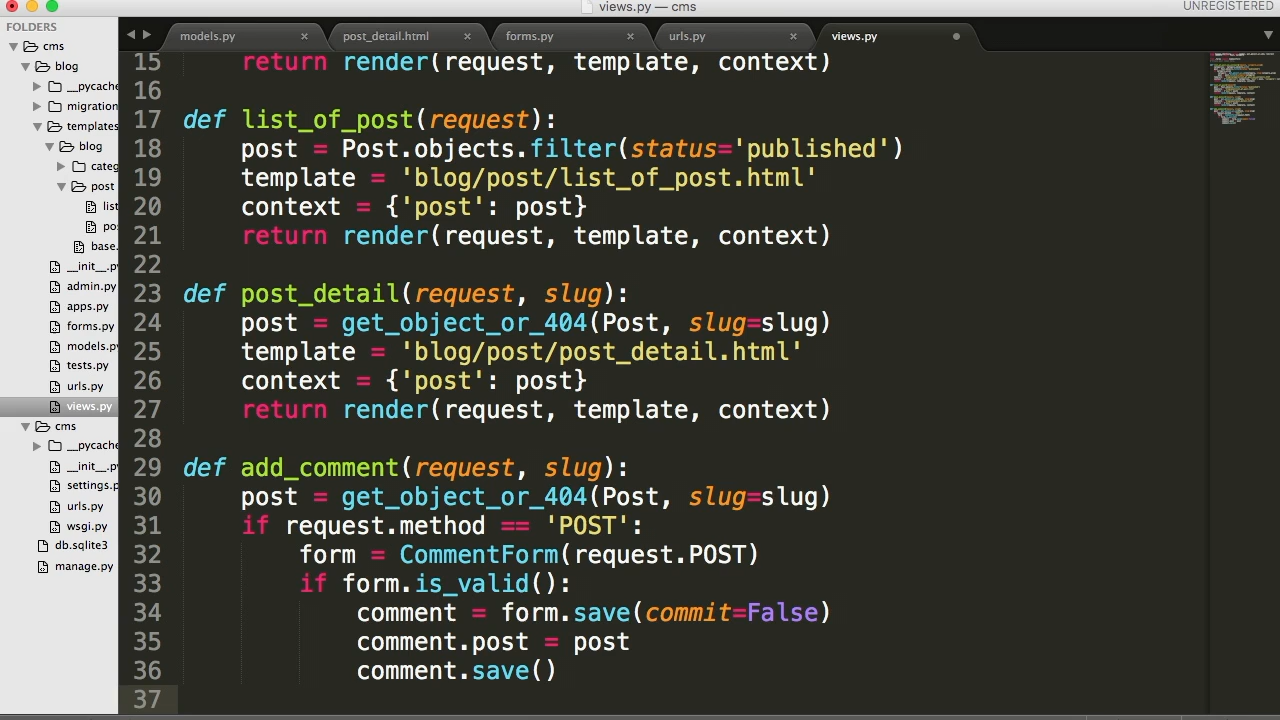 views.py — cms
UNREGISTERED
FOLDERS
cms
blog
__pycache
migration
templates
blog
categ
post
list
pos
base.
__init__.py
admin.py
apps.py
forms.py
models.py
tests.py
urls.py
views.py
cms
__pycache
__init__.py
settings.p
urls.py
wsgi.py
db.sqlite3
manage.py
models.py
post_detail.html
forms.py
urls.py
views.py
15 return render(request, template, context)
16
17 def list_of_post(request):
18 post = Post.objects.filter(status='published')
19 template = 'blog/post/list_of_post.html'
20 context = {'post': post}
21 return render(request, template, context)
22
23 def post_detail(request, slug):
24 post = get_object_or_404(Post, slug=slug)
25 template = 'blog/post/post_detail.html'
26 context = {'post': post}
27 return render(request, template, context)
28
29 def add_comment(request, slug):
30 post = get_object_or_404(Post, slug=slug)
31 if request.method == 'POST':
32 form = CommentForm(request.POST)
33 if form.is_valid():
34 comment = form.save(commit=False)
35 comment.post = post
36 comment.save()
37